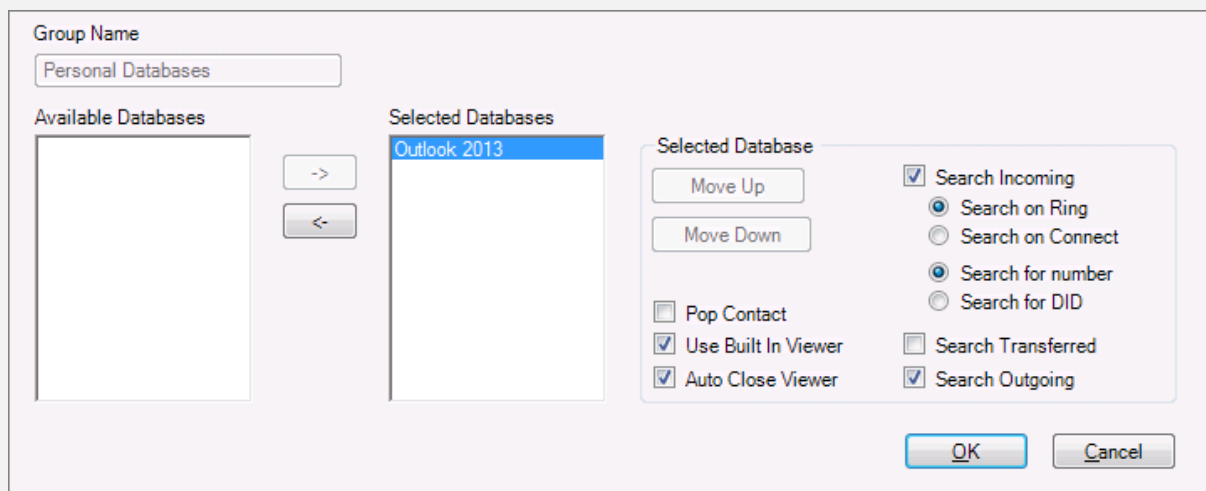 Group Name
Personal Databases
Available Databases
Selected Databases
Outlook 2013
->
<-
Selected Database
Move Up
Move Down
Pop Contact
Use Built In Viewer
Auto Close Viewer
Search Incoming
Search on Ring
Search on Connect
Search for number
Search for DID
Search Transferred
Search Outgoing
OK
Cancel